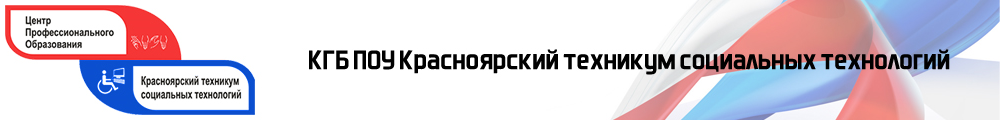 Центр
Профессионального
Образования
Красноярский техникум
социальных технологий
КГБ ПОУ Красноярский техникум социальных технологий